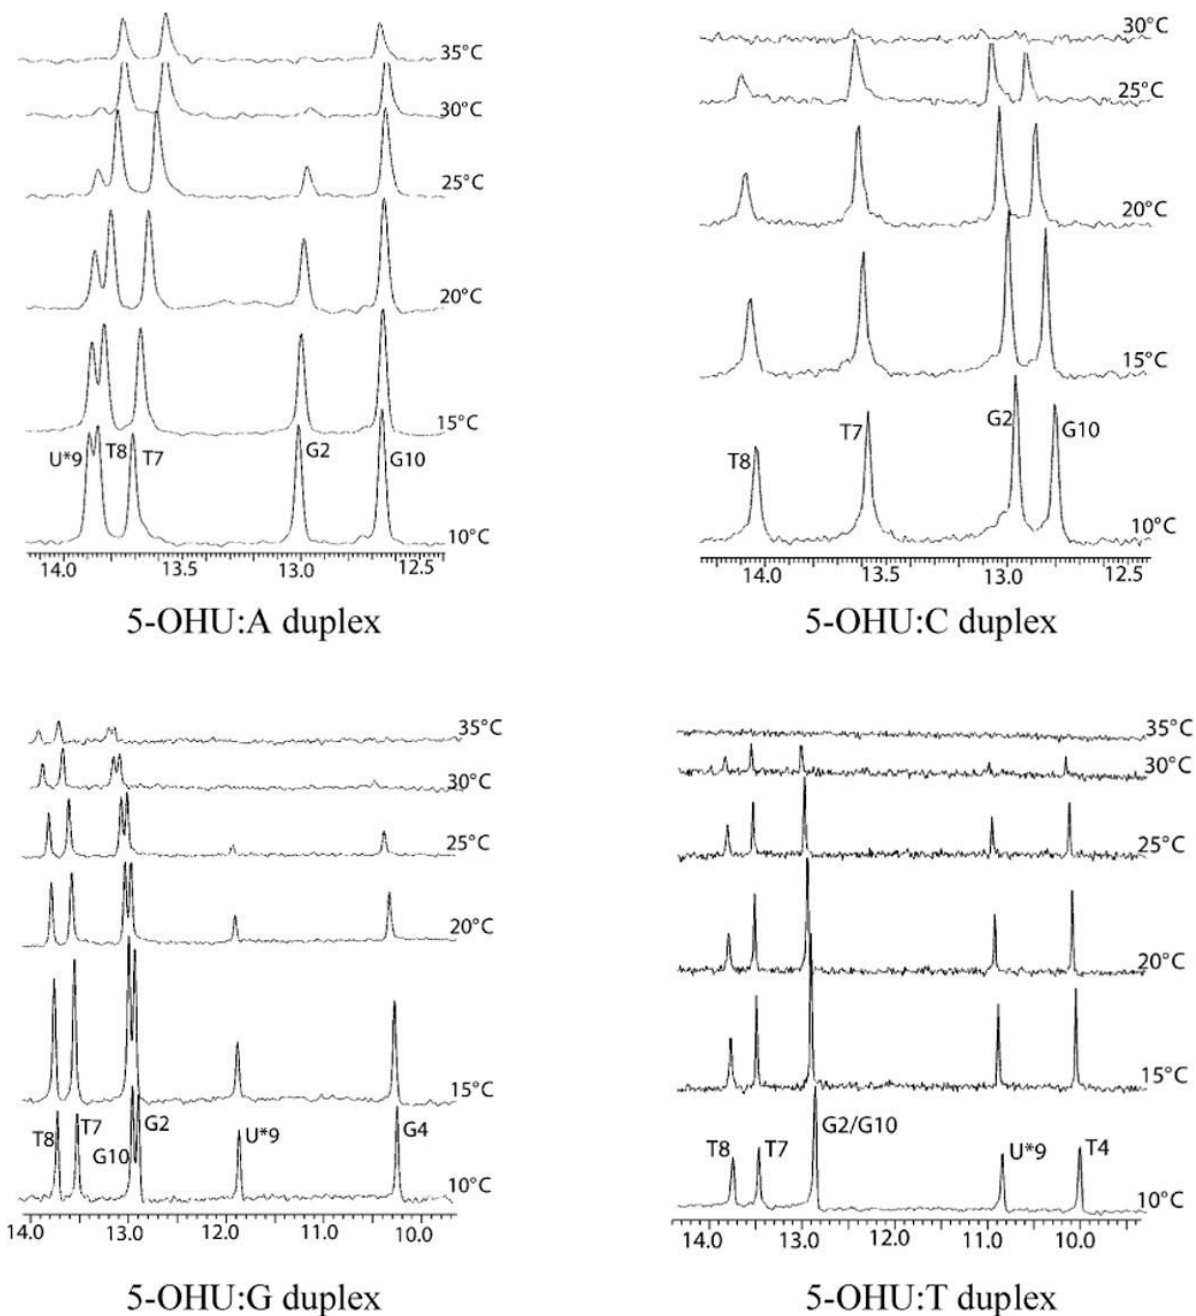 35°C
30°C
25°C
20°C
15°C
U*9 T8 T7 G2 G10
10°C
14.0 13.5 13.0 12.5
5-OHU:A duplex
30°C
25°C
20°C
15°C
T8 T7 G2 G10
10°C
14.0 13.5 13.0 12.5
5-OHU:C duplex
35°C
30°C
25°C
20°C
15°C
T8 T7 G10 G2 U*9 G4
10°C
14.0 13.0 12.0 11.0 10.0
5-OHU:G duplex
35°C
30°C
25°C
20°C
15°C
T8 T7 G2/G10 U*9 T4
10°C
14.0 13.0 12.0 11.0 10.0
5-OHU:T duplex